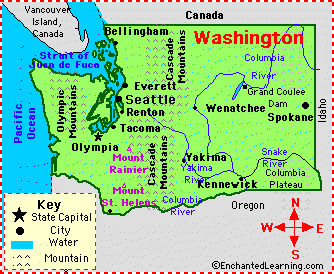 Vancouver
Island,
Canada
Canada
Bellingham
Washington
Strait of
Juan de Fuca
Cascade
Mountains
Columbia
River
Olympic
Mountains
Everett
Seattle
Renton
Tacoma
Olympia
Grand Coulee
Dam
Wenatchee
Spokane
Idaho
Pacific
Ocean
Mount
Rainier
Cascade
Mountains
Yakima
Yakima
River
Snake
River
Columbia
Plateau
Kennewick
Mount
St. Helens
Columbia
River
Oregon
Key
State Capital
City
Water
Mountain
N
W
E
S
©EnchantedLearning.com